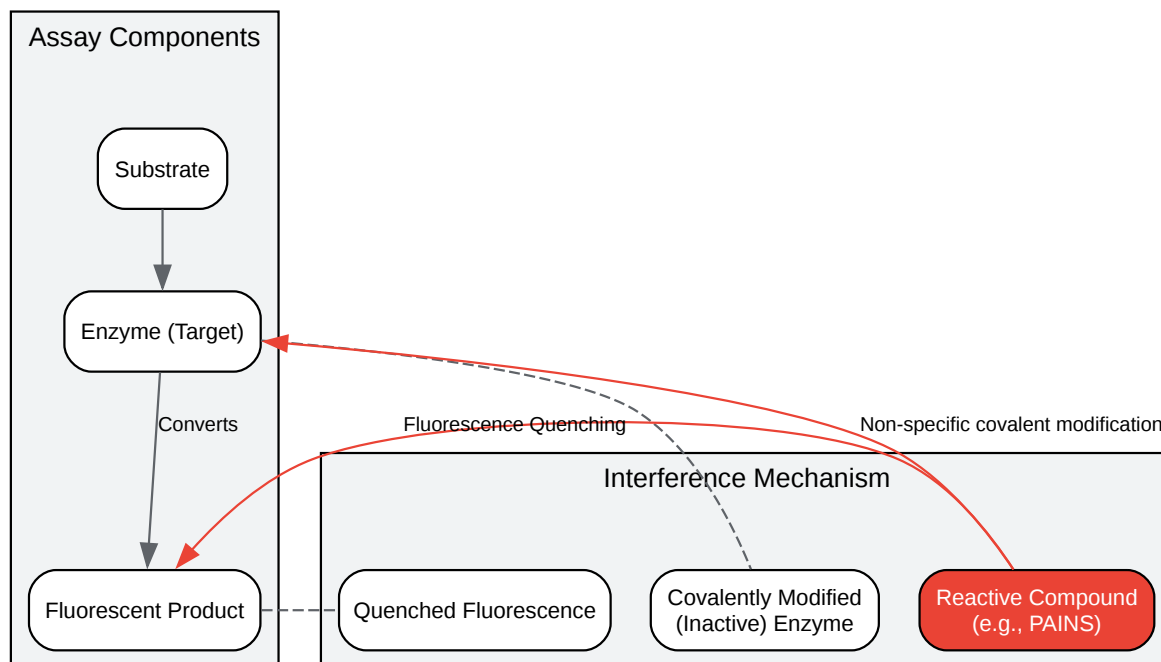 Assay Components
Substrate
Enzyme (Target)
Converts
Fluorescence Quenching
Non-specific covalent modification
Interference Mechanism
Fluorescent Product
Quenched Fluorescence
Covalently Modified
(Inactive) Enzyme
Reactive Compound
(e.g., PAINS)